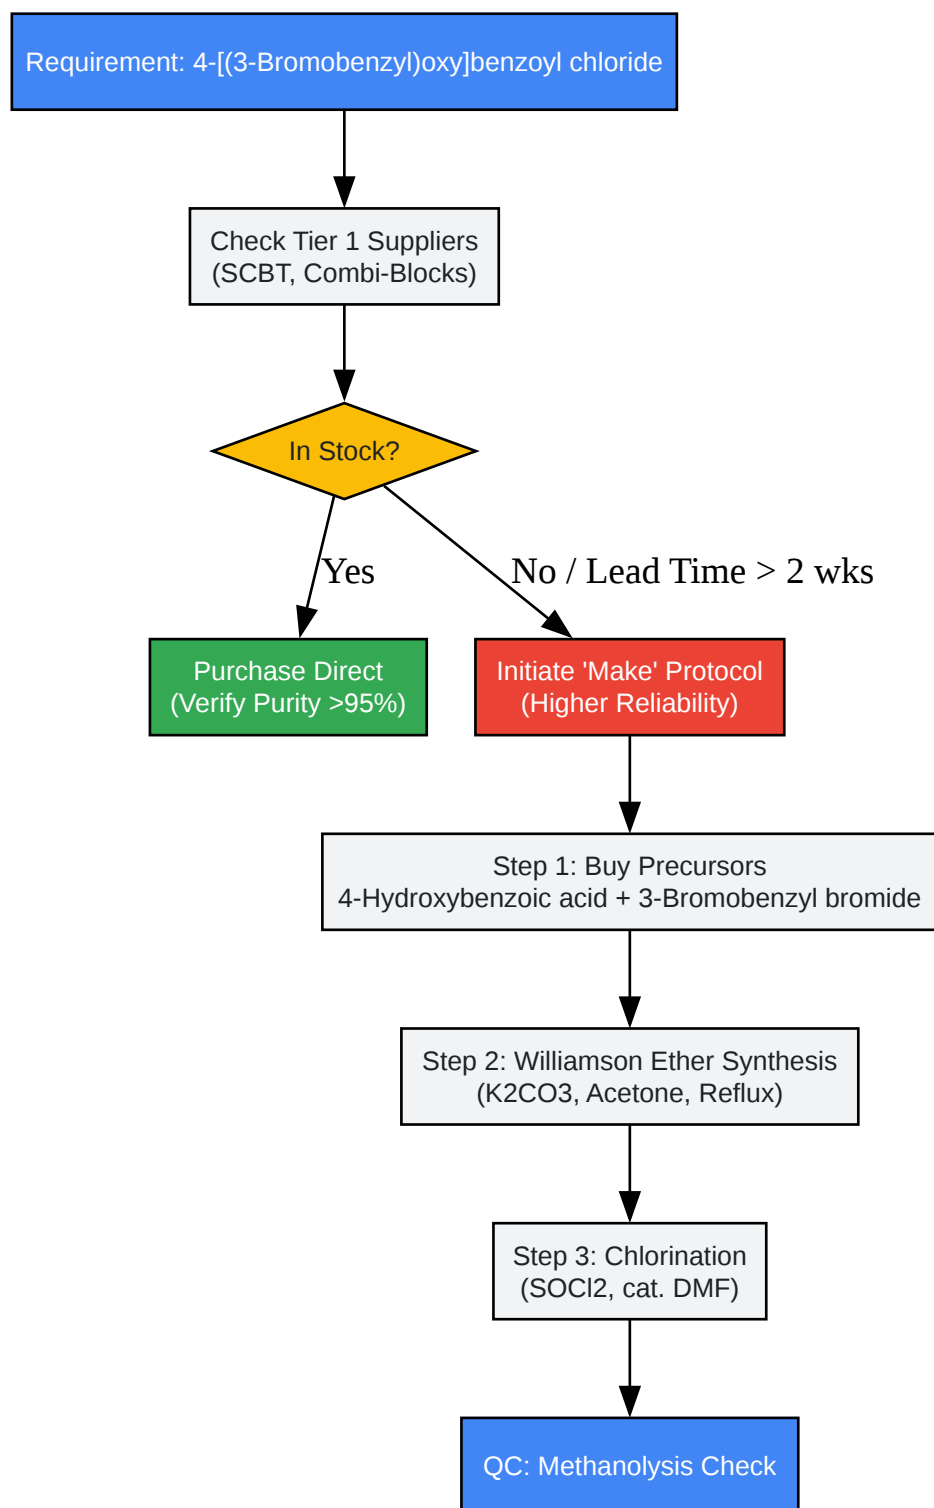 Requirement: 4-[(3-Bromobenzyl)oxy]benzoyl chloride
Check Tier 1 Suppliers
(SCBT, Combi-Blocks)
In Stock?
Yes
No / Lead Time > 2 wks
Purchase Direct
(Verify Purity >95%)
Initiate 'Make' Protocol
(Higher Reliability)
Step 1: Buy Precursors
4-Hydroxybenzoic acid + 3-Bromobenzyl bromide
Step 2: Williamson Ether Synthesis
(K2CO3, Acetone, Reflux)
Step 3: Chlorination
(SOCl2, cat. DMF)
QC: Methanolysis Check